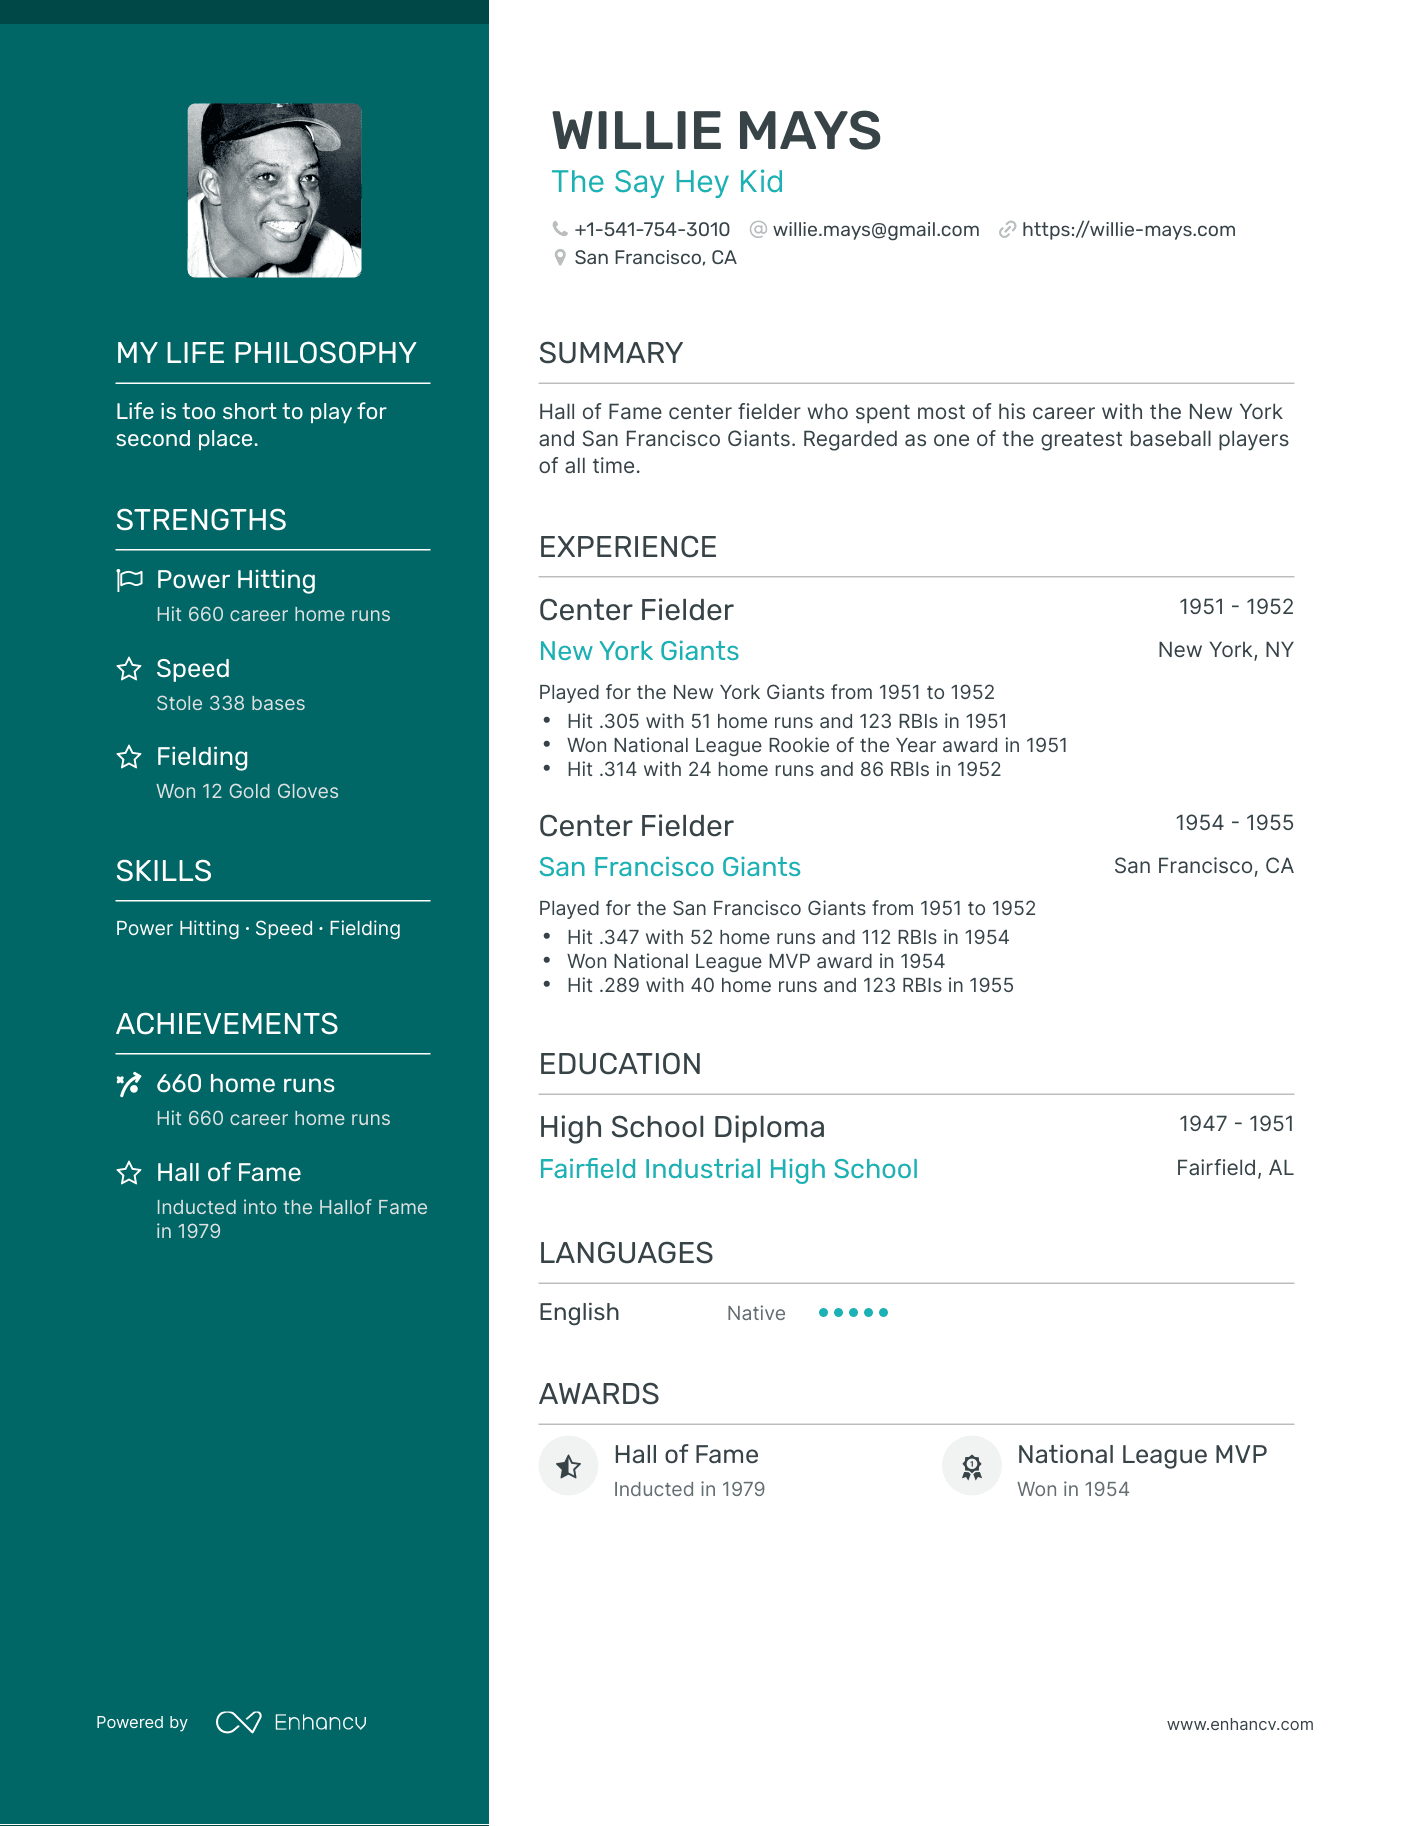 WILLIE MAYS
The Say Hey Kid
+1-541-754-3010 willie.mays@gmail.com https://willie-mays.com
San Francisco, CA
MY LIFE PHILOSOPHY
Life is too short to play for
second place.
STRENGTHS
Power Hitting
Hit 660 career home runs
Speed
Stole 338 bases
Fielding
Won 12 Gold Gloves
SKILLS
Power Hitting · Speed · Fielding
ACHIEVEMENTS
660 home runs
Hit 660 career home runs
Hall of Fame
Inducted into the Hallof Fame
in 1979
SUMMARY
Hall of Fame center fielder who spent most of his career with the New York
and San Francisco Giants. Regarded as one of the greatest baseball players
of all time.
EXPERIENCE
Center Fielder 1951 - 1952
New York Giants New York, NY
Played for the New York Giants from 1951 to 1952
• Hit .305 with 51 home runs and 123 RBIs in 1951
• Won National League Rookie of the Year award in 1951
• Hit .314 with 24 home runs and 86 RBIs in 1952
Center Fielder 1954 - 1955
San Francisco Giants San Francisco, CA
Played for the San Francisco Giants from 1951 to 1952
• Hit .347 with 52 home runs and 112 RBIs in 1954
• Won National League MVP award in 1954
• Hit .289 with 40 home runs and 123 RBIs in 1955
EDUCATION
High School Diploma 1947 - 1951
Fairfield Industrial High School Fairfield, AL
LANGUAGES
English Native
AWARDS
Hall of Fame
Inducted in 1979
National League MVP
Won in 1954
Powered by Enhancv
www.enhancv.com